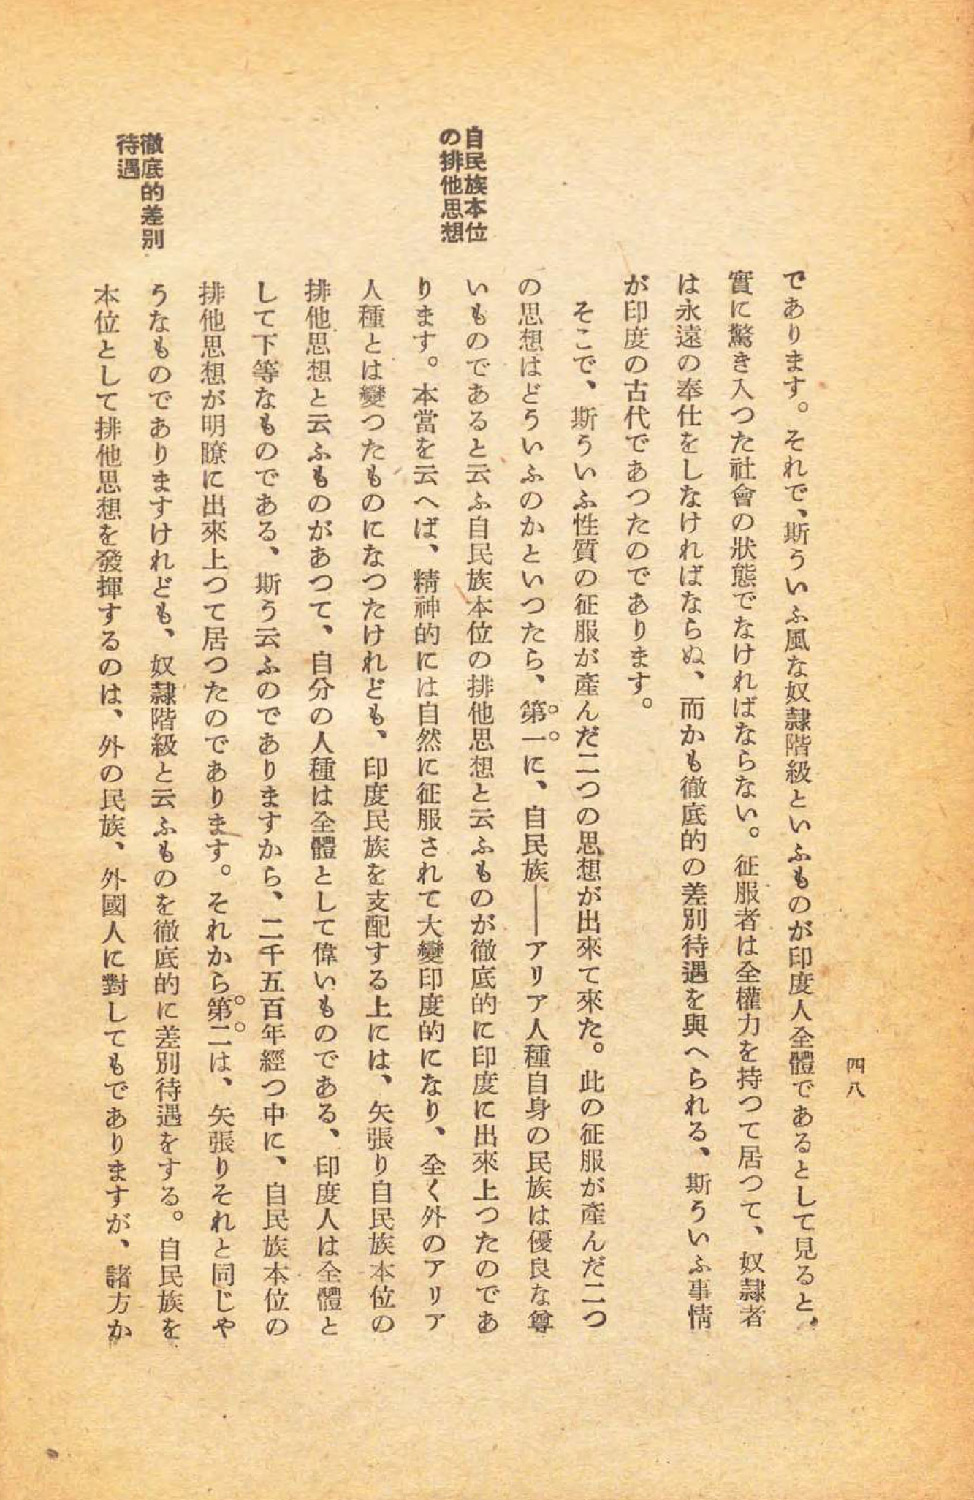 四八
であります。それで、斯ういふ風な奴隷階級といふものが印度人全體であるとして見ると、
實に驚き入つた社會の狀態でなければならない。征服者は全權力を持つて居つて、奴隷者
は永遠の奉仕をしなければならぬ、而かも徹底的の差別待遇を與へられる、斯ういふ事情
が印度の古代であつたのであります。
そこで、斯ういふ性質の征服が產んだ二つの思想が出來て來た。此の征服が產んだ二つ
自民族本位
の排他思想
の思想はどういふのかといつたら、第一に、自民族——アリア人種自身の民族は優良な尊
いものであると云ふ自民族本位の排他思想と云ふものが徹底的に印度に出來上つたのであ
ります。本當を云へば、精神的には自然に征服されて大變印度的になり、全く外のアリア
人種とは變つたものになつたけれども、印度民族を支配する上には、矢張り自民族本位の
排他思想と云ふものがあつて、自分の人種は全體として偉いものである、印度人は全體と
して下等なものである、斯う云ふのでありますから、二千五百年經つ中に、自民族本位の
排他思想が明瞭に出來上つて居つたのであります。それから第二は、矢張りそれと同じや
徹底的差別
待遇
うなものでありますけれども、奴隷階級と云ふものを徹底的に差別待遇をする。自民族を
本位として排他思想を發揮するのは、外の民族、外國人に對してもでありますが、諸方か